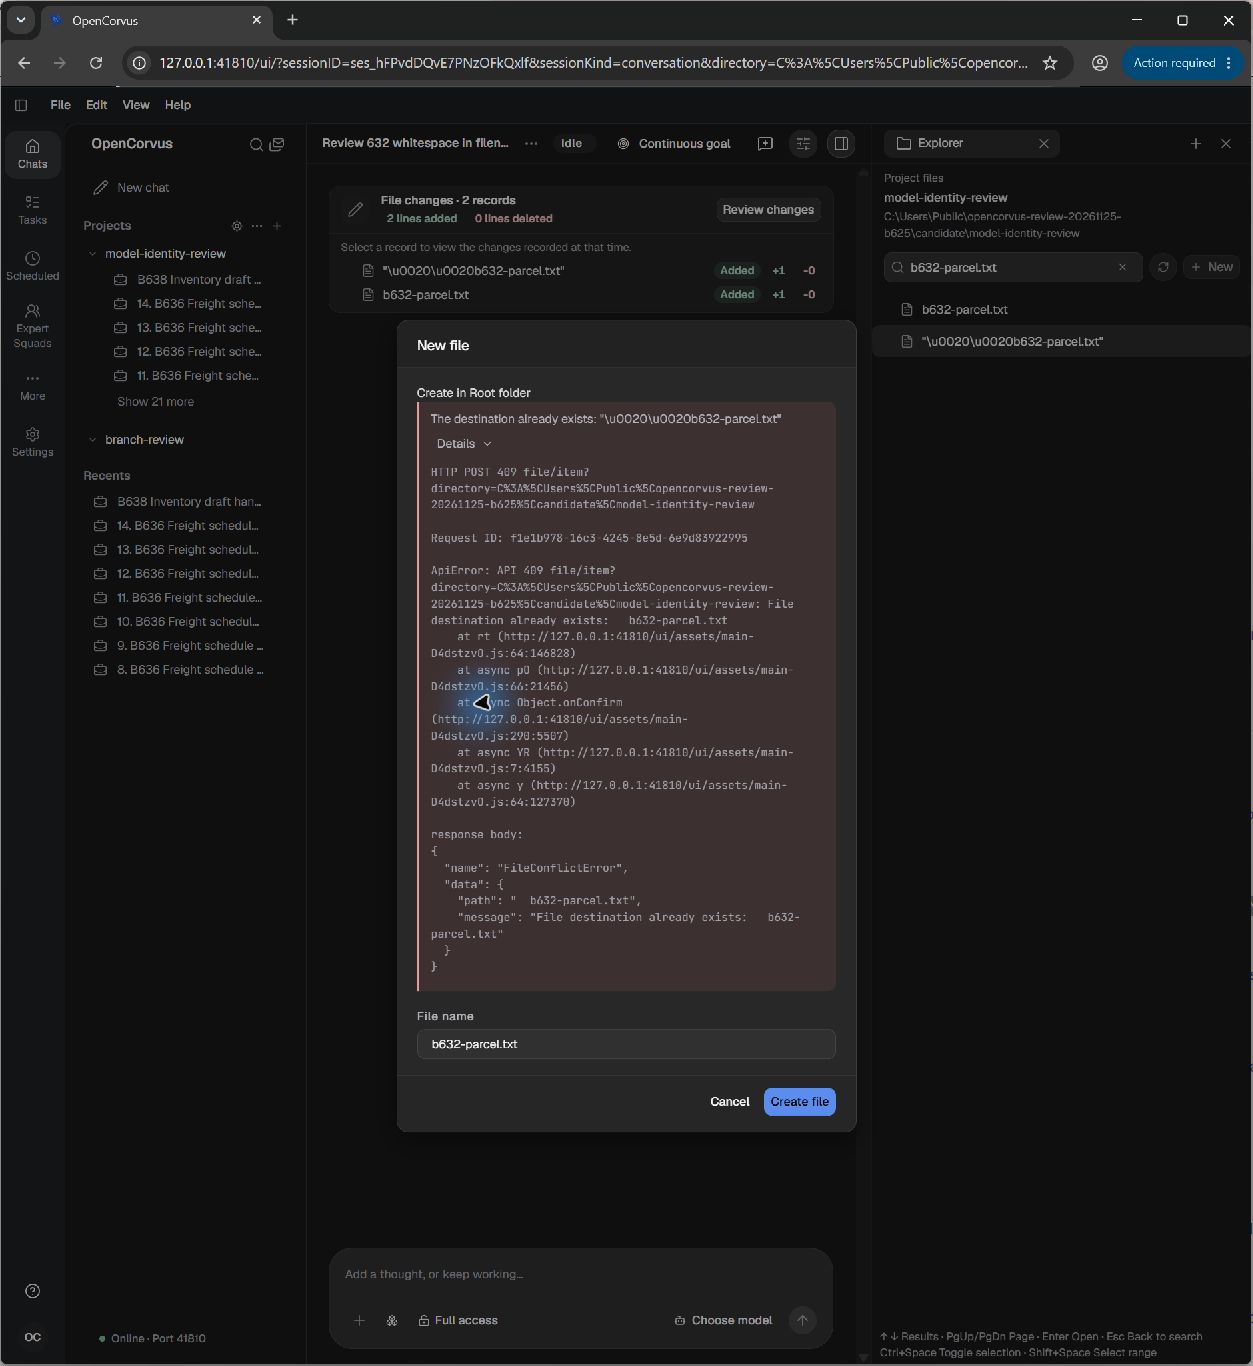 OpenCorvus
127.0.0.1:41810/ui/?sessionID=ses_hFPvdDQvE7PNzOFkQxlf&sessionKind=conversation&directory=C%3A%5CUsers%5CPublic%5Copencor...
Action required
File Edit View Help
Chats
Tasks
Scheduled
Expert
Squads
More
Settings
OC
OpenCorvus
New chat
Projects
model-identity-review
B638 Inventory draft ...
14. B636 Freight sche...
13. B636 Freight sche...
12. B636 Freight sche...
11. B636 Freight sche...
Show 21 more
branch-review
Recents
B638 Inventory draft han...
14. B636 Freight schedul...
13. B636 Freight schedul...
12. B636 Freight schedul...
11. B636 Freight schedule...
10. B636 Freight schedul...
9. B636 Freight schedule ...
8. B636 Freight schedule ...
Online · Port 41810
Review 632 whitespace in filen... ... Idle Continuous goal
File changes · 2 records
2 lines added 0 lines deleted
Review changes
Select a record to view the changes recorded at that time.
"\u0020\u0020b632-parcel.txt" Added +1 -0
b632-parcel.txt Added +1 -0
New file
Create in Root folder
The destination already exists: "\u0020\u0020b632-parcel.txt"
Details
HTTP POST 409 file/item?
directory=C%3A%5CUsers%5CPublic%5Copencorvus-review-
20261125-b625%5Ccandidate%5Cmodel-identity-review
Request ID: f1e1b978-16c3-4245-8e5d-6e9d83922995
ApiError: API 409 file/item?
directory=C%3A%5CUsers%5CPublic%5Copencorvus-review-
20261125-b625%5Ccandidate%5Cmodel-identity-review: File
destination already exists:   b632-parcel.txt
at rt (http://127.0.0.1:41810/ui/assets/main-
D4dstzv0.js:64:146828)
at async pO (http://127.0.0.1:41810/ui/assets/main-
D4dstzv0.js:66:21456)
at async Object.onConfirm
(http://127.0.0.1:41810/ui/assets/main-
D4dstzv0.js:290:5507)
at async YR (http://127.0.0.1:41810/ui/assets/main-
D4dstzv0.js:7:4155)
at async y (http://127.0.0.1:41810/ui/assets/main-
D4dstzv0.js:64:127370)
response body:
{
"name": "FileConflictError",
"data": {
"path": "  b632-parcel.txt",
"message": "File destination already exists:   b632-
parcel.txt"
}
}
File name
b632-parcel.txt
Cancel Create file
Add a thought, or keep working...
Full access Choose model
Explorer
Project files
model-identity-review
C:\Users\Public\opencorvus-review-20261125-
b625\candidate\model-identity-review
b632-parcel.txt
+ New
b632-parcel.txt
"\u0020\u0020b632-parcel.txt"
↑↓ Results · PgUp/PgDn Page · Enter Open · Esc Back to search
Ctrl+Space Toggle selection · Shift+Space Select range